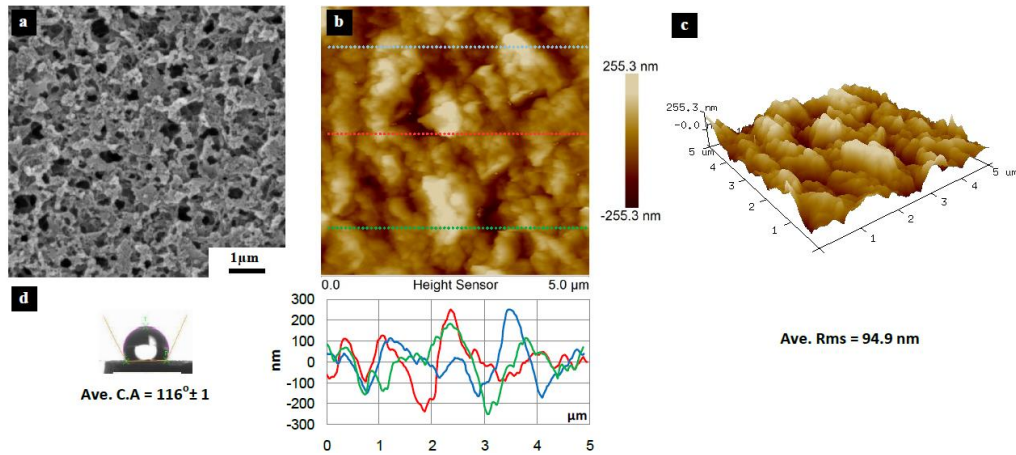 a
1µm
b
255.3 nm
-255.3 nm
0.0 Height Sensor 5.0 µm
c
255.3 nm
-0.0
5 um
4
3
2
1
1
2
3
4
5 um
Ave. Rms = 94.9 nm
d
Ave. C.A = 116°± 1
300
200
100
0
-100
-200
-300
nm
µm
0 1 2 3 4 5